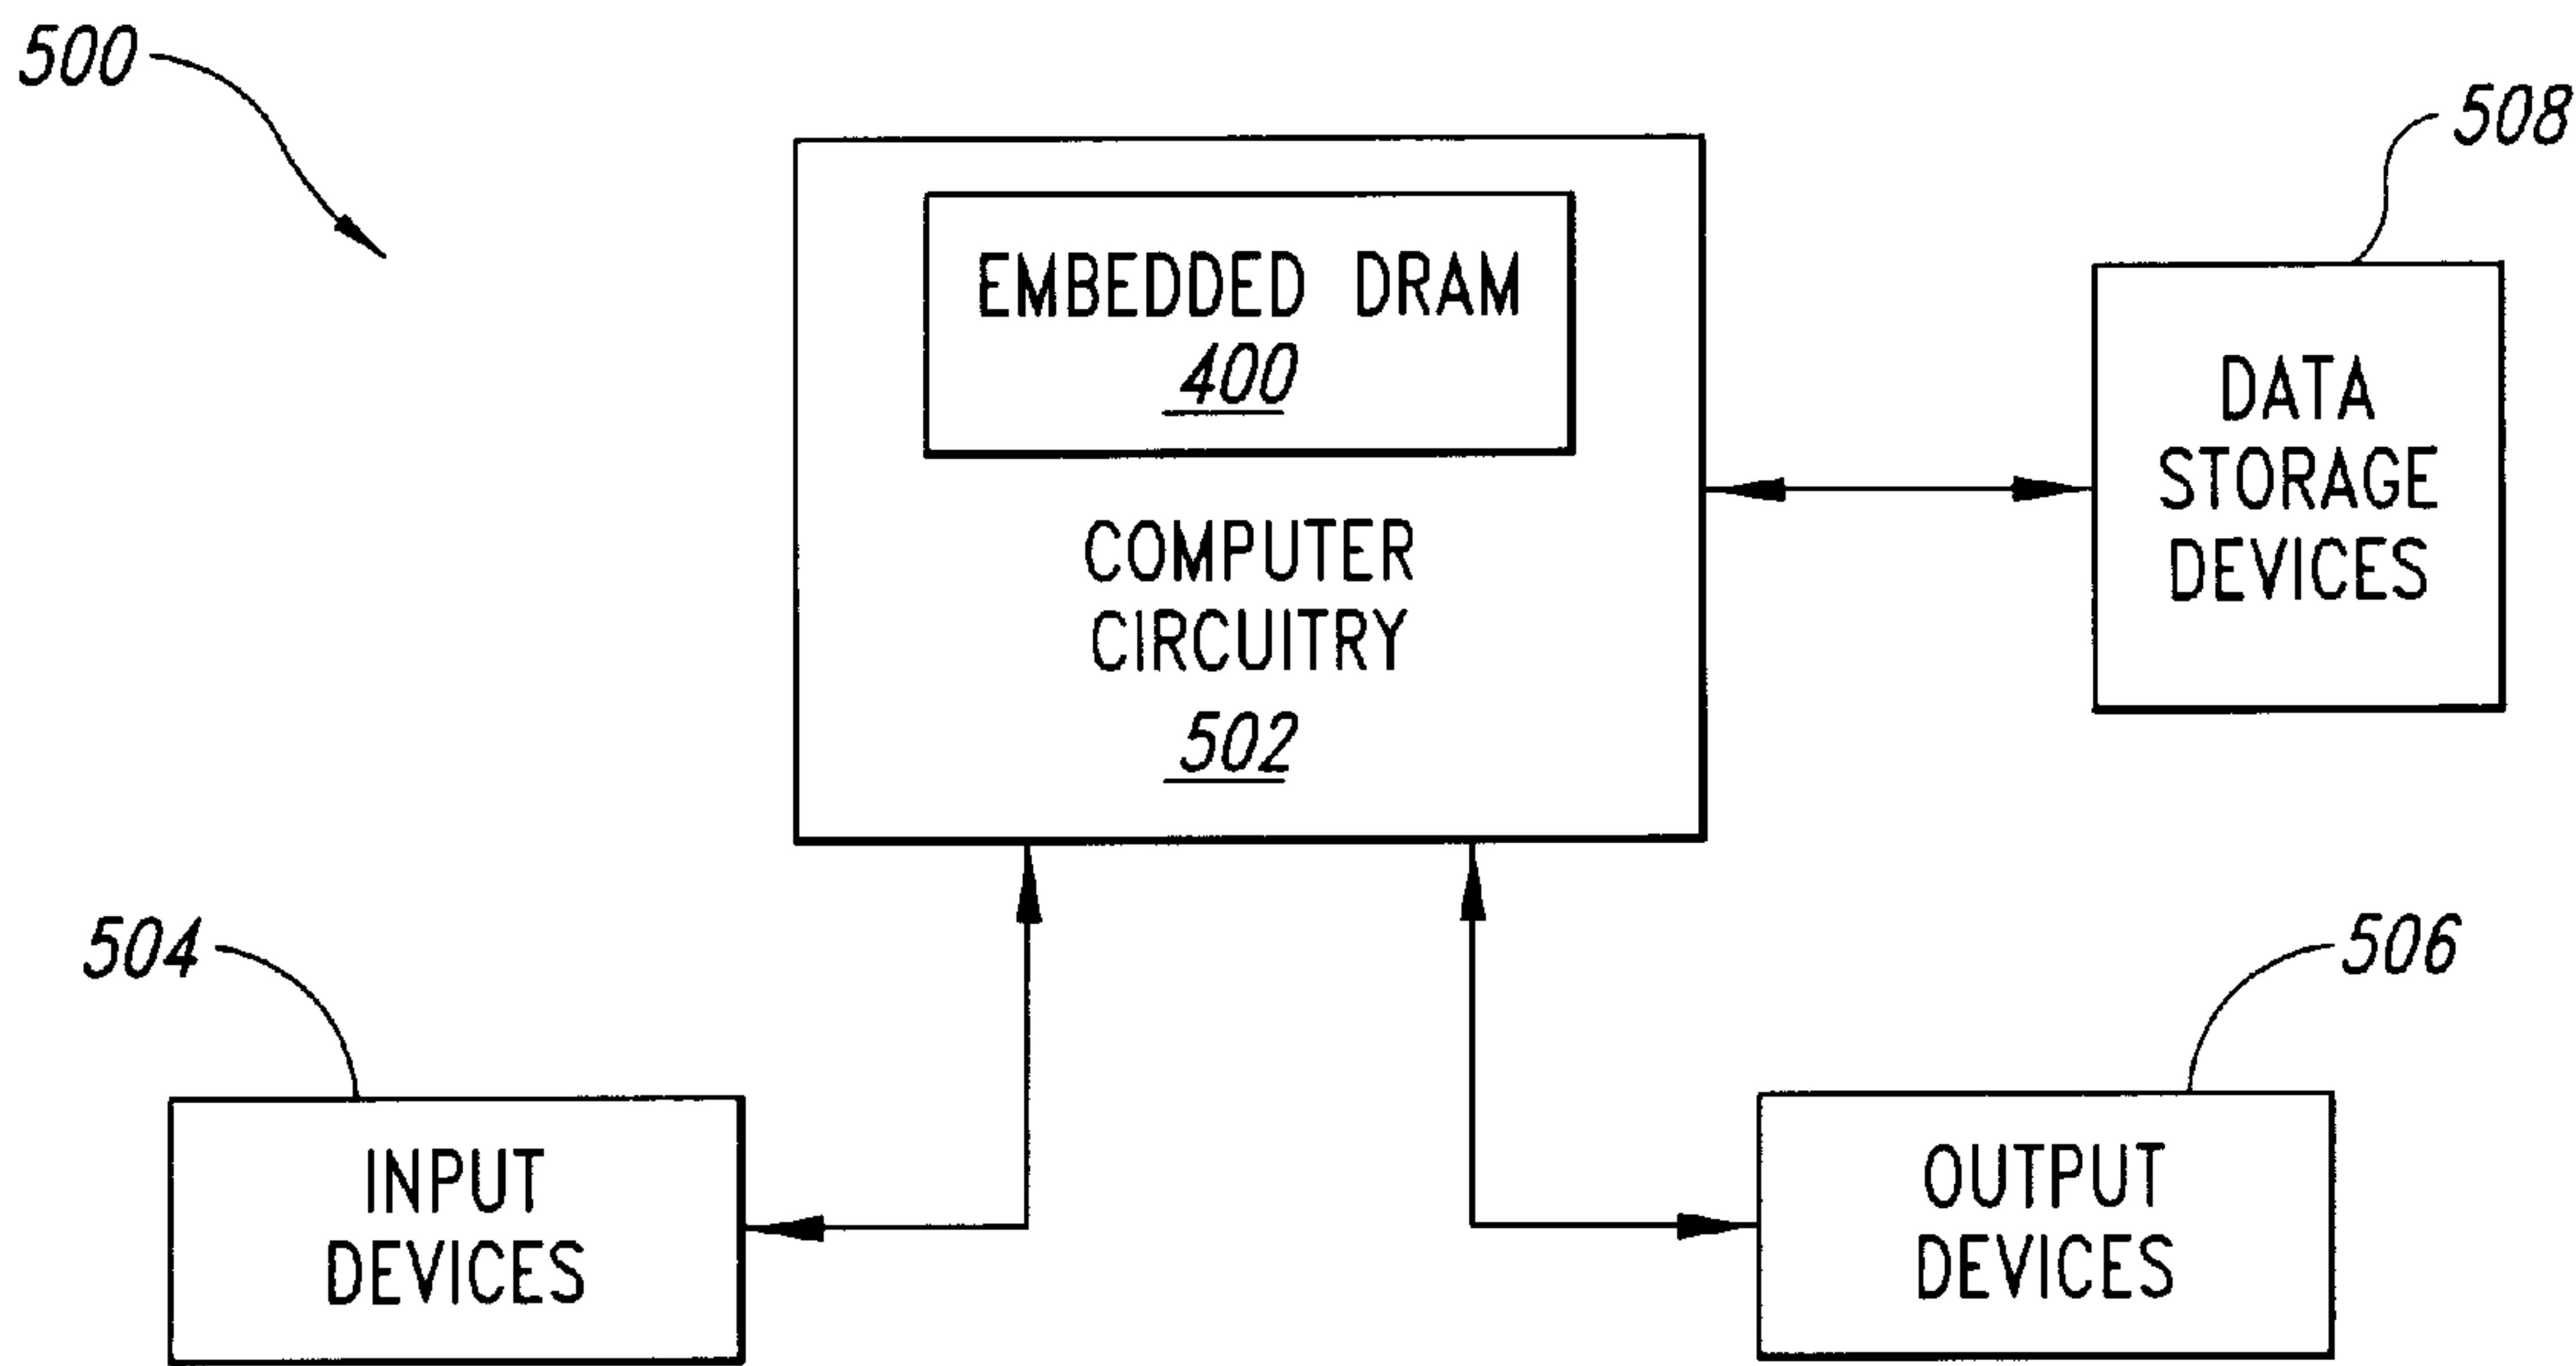 500
508
EMBEDDED DRAM
400
DATA
STORAGE
DEVICES
COMPUTER
CIRCUITRY
502
504
506
INPUT
DEVICES
OUTPUT
DEVICES